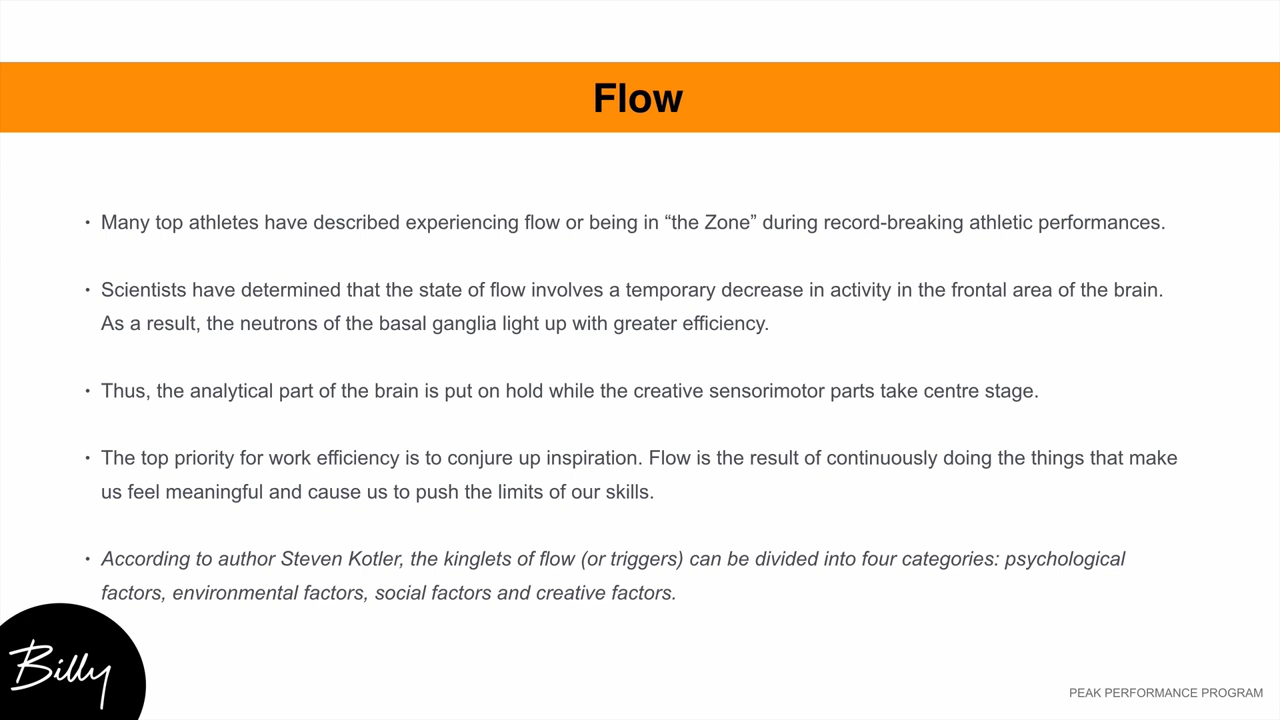 Flow
• Many top athletes have described experiencing flow or being in “the Zone” during record-breaking athletic performances.
• Scientists have determined that the state of flow involves a temporary decrease in activity in the frontal area of the brain.
As a result, the neutrons of the basal ganglia light up with greater efficiency.
• Thus, the analytical part of the brain is put on hold while the creative sensorimotor parts take centre stage.
• The top priority for work efficiency is to conjure up inspiration. Flow is the result of continuously doing the things that make
us feel meaningful and cause us to push the limits of our skills.
• According to author Steven Kotler, the kinglets of flow (or triggers) can be divided into four categories: psychological
factors, environmental factors, social factors and creative factors.
Billy
PEAK PERFORMANCE PROGRAM